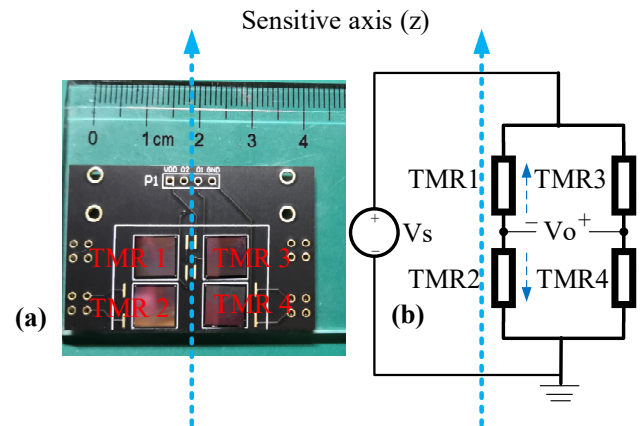 Sensitive axis (z)
0 1 cm 2 3 4
VDD O2 O1 GND
P1
TMR 1 TMR 3
TMR 2 TMR 4
(a)
TMR1 TMR3
+
−
Vs
− Vo +
TMR2 TMR4
(b)